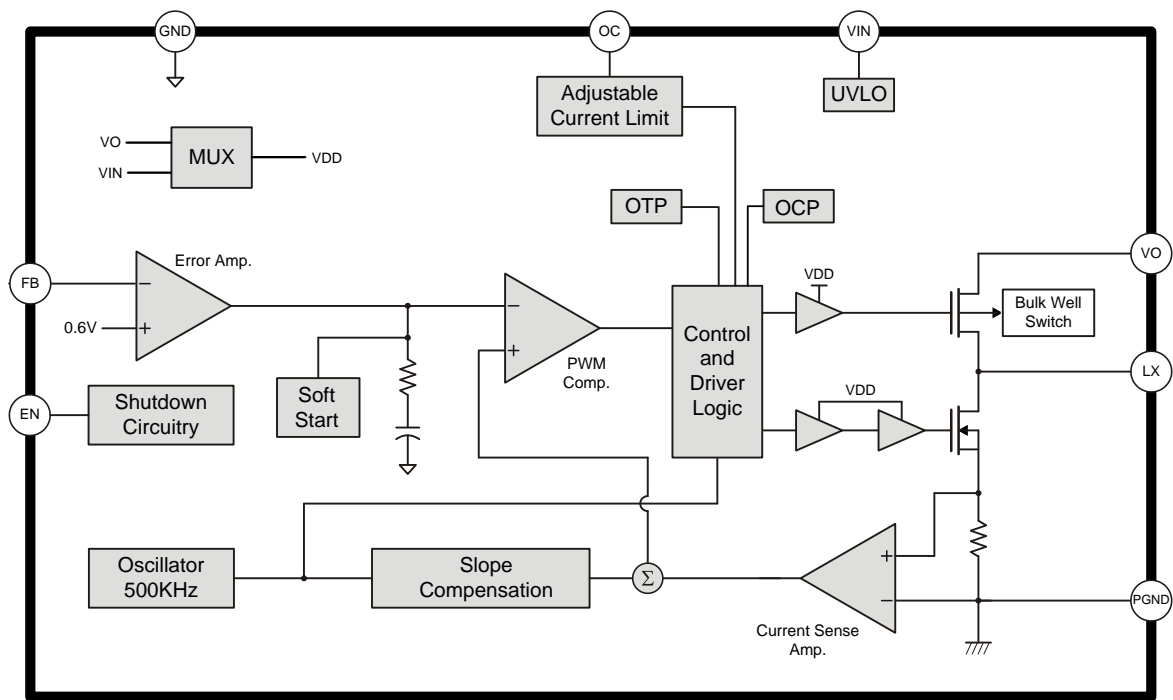 GND
OC
VIN
Adjustable
Current Limit
UVLO
VO
VIN
MUX
VDD
OTP
OCP
Error Amp.
FB
−
0.6V
+
−
+
PWM
Comp.
Control
and
Driver
Logic
VDD
VO
Bulk Well
Switch
LX
EN
Shutdown
Circuitry
Soft
Start
VDD
Oscillator
500KHz
Slope
Compensation
Σ
+
−
Current Sense
Amp.
PGND